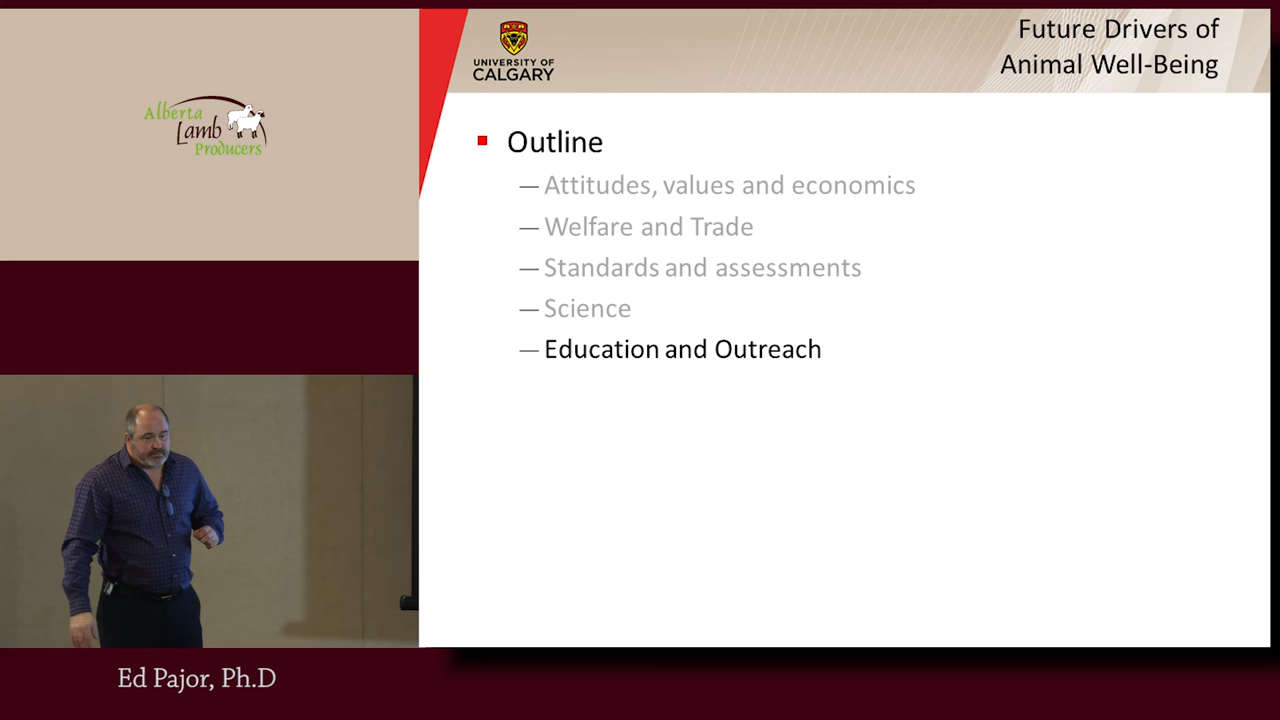 Alberta
Lamb
Producers
UNIVERSITY OF
CALGARY
Future Drivers of
Animal Well-Being
Outline
— Attitudes, values and economics
— Welfare and Trade
— Standards and assessments
— Science
— Education and Outreach
Ed Pajor, Ph.D